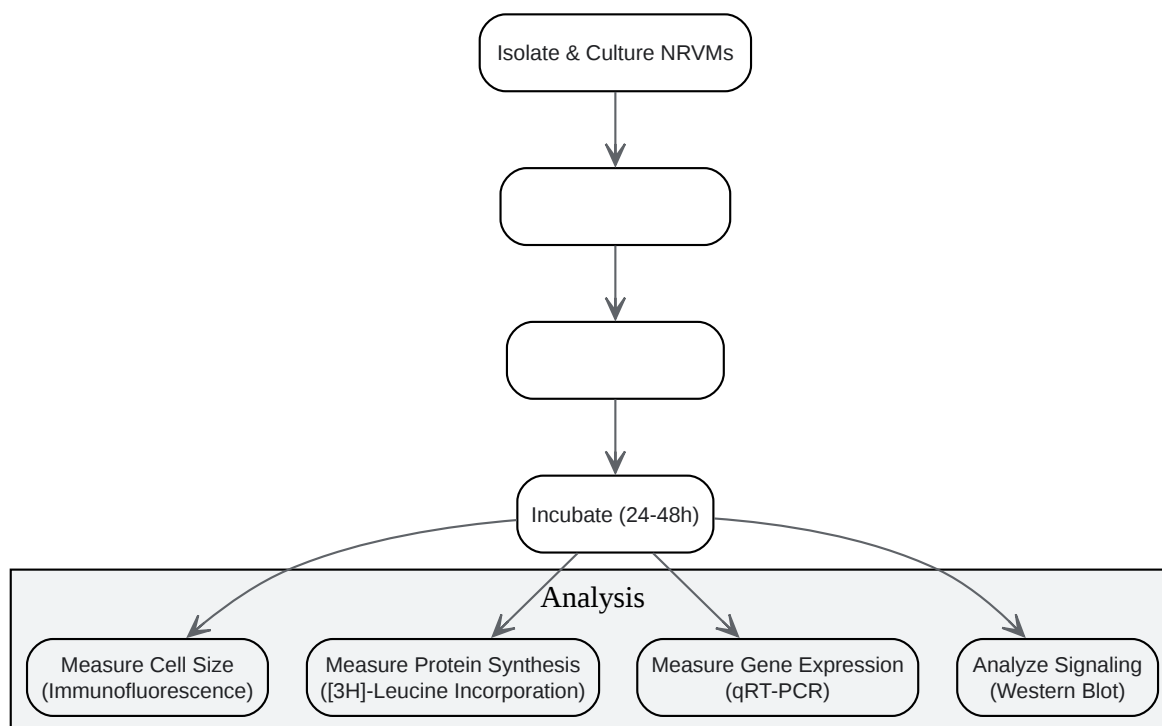 Isolate & Culture NRVMs
Incubate (24-48h)
Analysis
Measure Cell Size
(Immunofluorescence)
Measure Protein Synthesis
([3H]-Leucine Incorporation)
Measure Gene Expression
(qRT-PCR)
Analyze Signaling
(Western Blot)